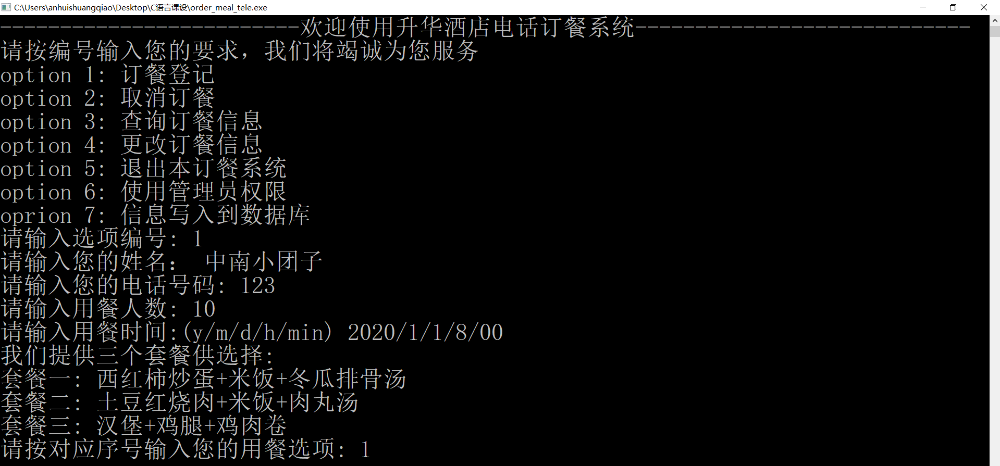 C:\Users\anhuishuangqiao\Desktop\C语言课设\order_meal_tele.exe
-------------------------欢迎使用升华酒店电话订餐系统----------------------------
请按编号输入您的要求，我们将竭诚为您服务
option 1: 订餐登记
option 2: 取消订餐
option 3: 查询订餐信息
option 4: 更改订餐信息
option 5: 退出本订餐系统
option 6: 使用管理员权限
oprion 7: 信息写入到数据库
请输入选项编号: 1
请输入您的姓名： 中南小团子
请输入您的电话号码: 123
请输入用餐人数: 10
请输入用餐时间:(y/m/d/h/min) 2020/1/1/8/00
我们提供三个套餐供选择:
套餐一: 西红柿炒蛋+米饭+冬瓜排骨汤
套餐二: 土豆红烧肉+米饭+肉丸汤
套餐三: 汉堡+鸡腿+鸡肉卷
请按对应序号输入您的用餐选项: 1